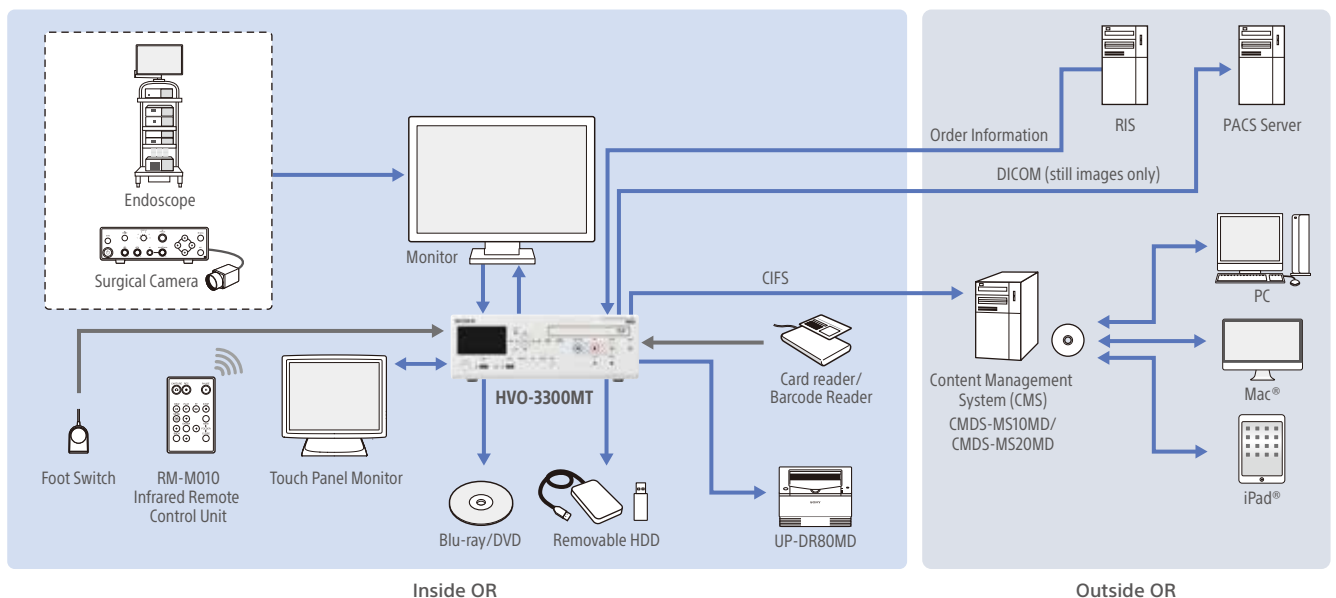 Endoscope
Surgical Camera
Monitor
Order Information
RIS
PACS Server
DICOM (still images only)
CIFS
PC
Mac®
iPad®
Content Management
System (CMS)
CMDS-MS10MD/
CMDS-MS20MD
Card reader/
Barcode Reader
SONY
HVO-3300MT
Foot Switch
RM-M010
Infrared Remote
Control Unit
Touch Panel Monitor
Blu-ray/DVD
Removable HDD
UP-DR80MD
Inside OR
Outside OR